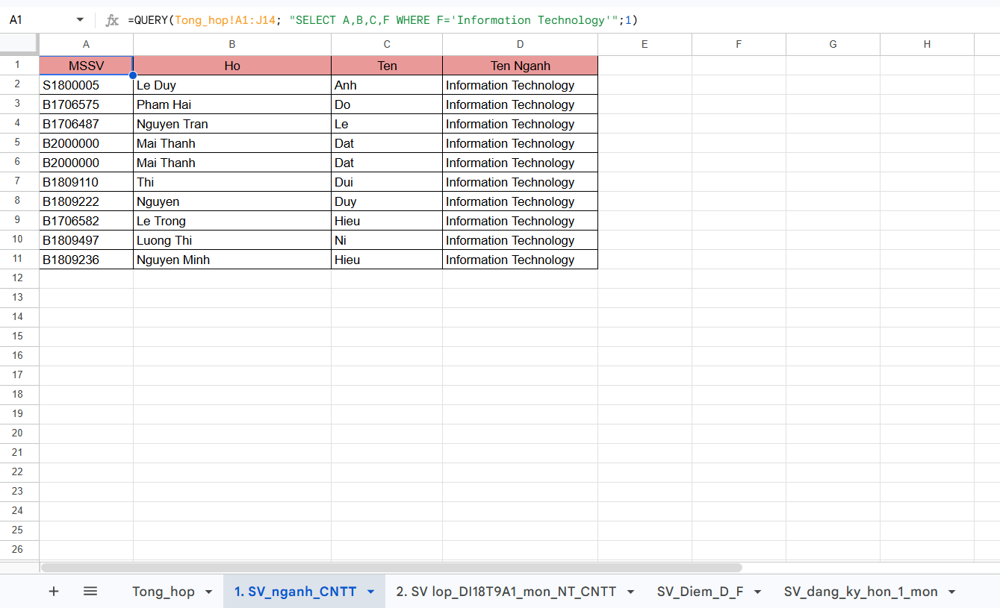 A1 fx =QUERY(Tong_hop!A1:J14; "SELECT A,B,C,F WHERE F='Information Technology'";1)
A B C D E F G H
1 MSSV Ho Ten Ten Nganh
2 S1800005 Le Duy Anh Information Technology
3 B1706575 Pham Hai Do Information Technology
4 B1706487 Nguyen Tran Le Information Technology
5 B2000000 Mai Thanh Dat Information Technology
6 B2000000 Mai Thanh Dat Information Technology
7 B1809110 Thi Dui Information Technology
8 B1809222 Nguyen Duy Information Technology
9 B1706582 Le Trong Hieu Information Technology
10 B1809497 Luong Thi Ni Information Technology
11 B1809236 Nguyen Minh Hieu Information Technology
12
13
14
15
16
17
18
19
20
21
22
23
24
25
26
+ Tong_hop 1. SV_nganh_CNTT 2. SV lop_DI18T9A1_mon_NT_CNTT SV_Diem_D_F SV_dang_ky_hon_1_mon